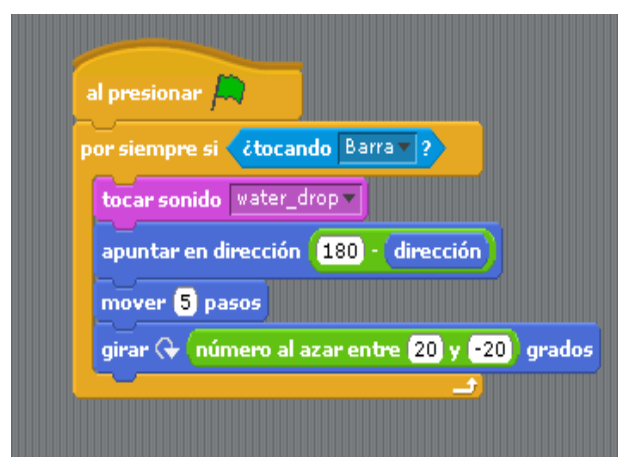 al presionar
por siempre si ¿tocando Barra ?
tocar sonido water_drop
apuntar en dirección 180 - dirección
mover 5 pasos
girar número al azar entre 20 y -20 grados